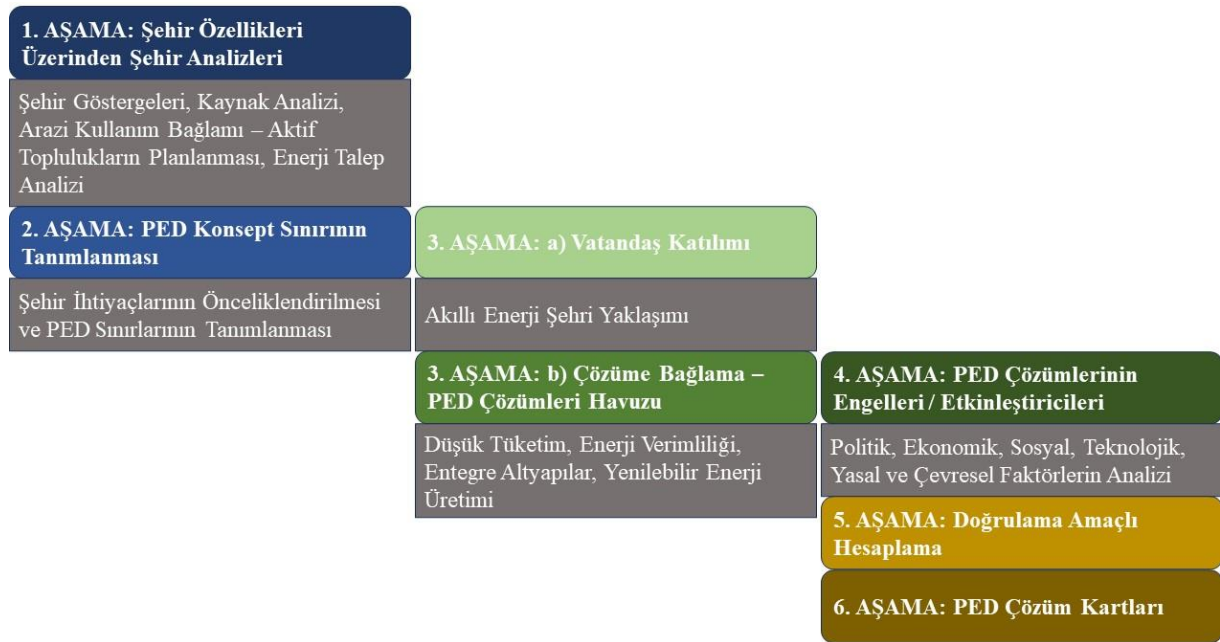 1. AŞAMA: Şehir Özellikleri
Üzerinden Şehir Analizleri
Şehir Göstergeleri, Kaynak Analizi,
Arazi Kullanım Bağlamı – Aktif
Toplulukların Planlanması, Enerji Talep
Analizi
2. AŞAMA: PED Konsept Sınırının
Tanımlanması
Şehir İhtiyaçlarının Önceliklendirilmesi
ve PED Sınırlarının Tanımlanması
3. AŞAMA: a) Vatandaş Katılımı
Akıllı Enerji Şehri Yaklaşımı
3. AŞAMA: b) Çözüme Bağlama –
PED Çözümleri Havuzu
Düşük Tüketim, Enerji Verimliliği,
Entegre Altyapılar, Yenilebilir Enerji
Üretimi
4. AŞAMA: PED Çözümlerinin
Engelleri / Etkinleştiricileri
Politik, Ekonomik, Sosyal, Teknolojik,
Yasal ve Çevresel Faktörlerin Analizi
5. AŞAMA: Doğrulama Amaçlı
Hesaplama
6. AŞAMA: PED Çözüm Kartları